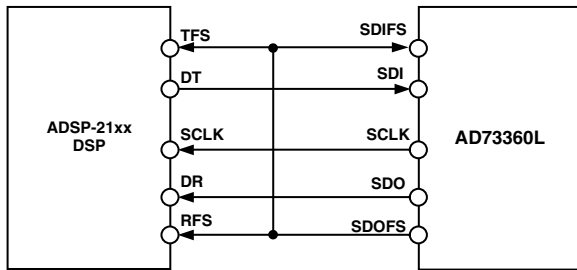 TFS
SDIFS
DT
SDI
ADSP-21xx
DSP
SCLK
SCLK
AD73360L
DR
SDO
RFS
SDOFS